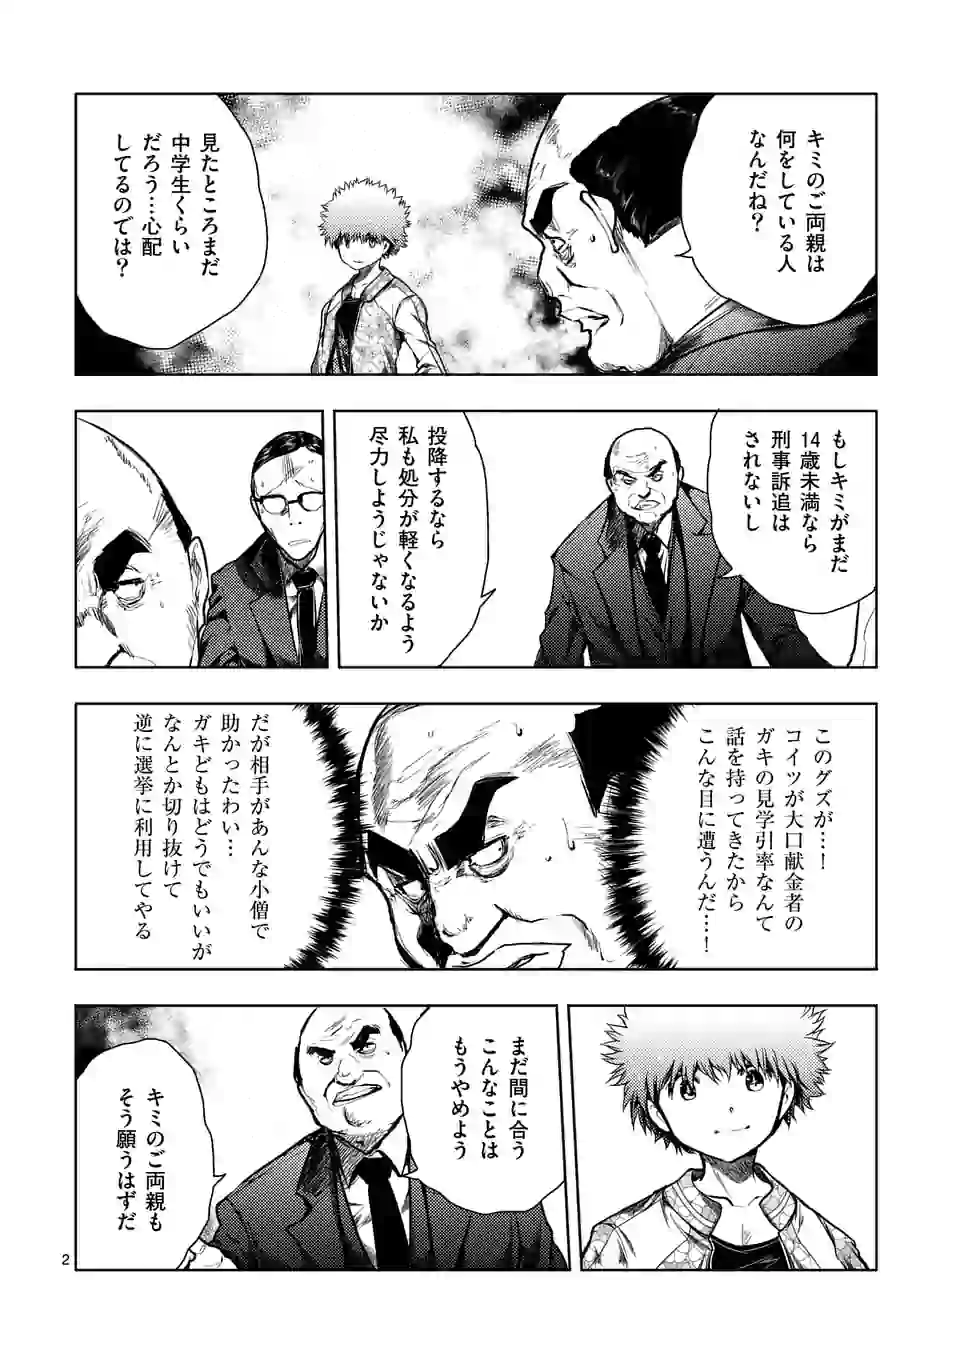 キミのご両親は
何をしている人
なんだね？
見たところまだ
中学生くらい
だろう…心配
してるのでは？
もしキミがまだ
14歳未満なら
刑事訴追は
されないし
投降するなら
私も処分が軽くなるよう
尽力しようじゃないか
このグズが…！
コイツが大口献金者の
ガキの見学引率なんて
話を持ってきたから
こんな目に遭うんだ…！
だが相手があんな小僧で
助かったわい…
ガキどもはどうでもいいが
なんとか切り抜けて
逆に選挙に利用してやる
まだ間に合う
こんなことは
もうやめよう
キミのご両親も
そう願うはずだ
2